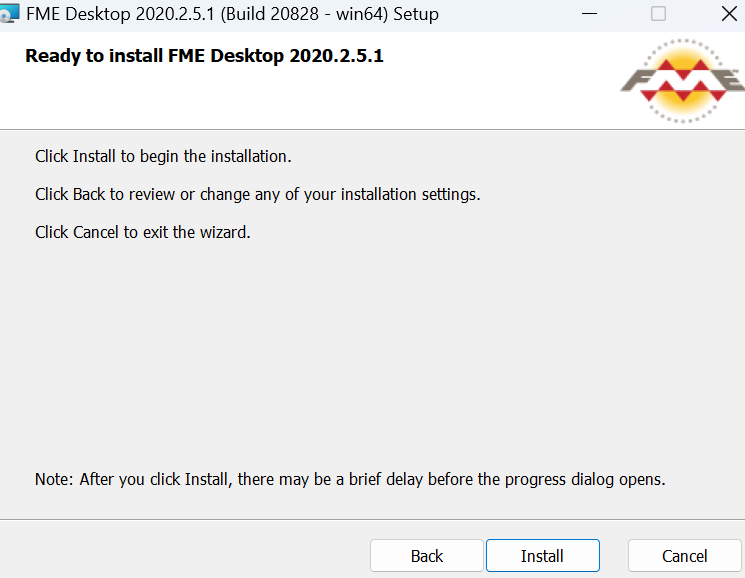 FME Desktop 2020.2.5.1 (Build 20828 - win64) Setup
Ready to install FME Desktop 2020.2.5.1
FME
Click Install to begin the installation.
Click Back to review or change any of your installation settings.
Click Cancel to exit the wizard.
Note: After you click Install, there may be a brief delay before the progress dialog opens.
Back
Install
Cancel